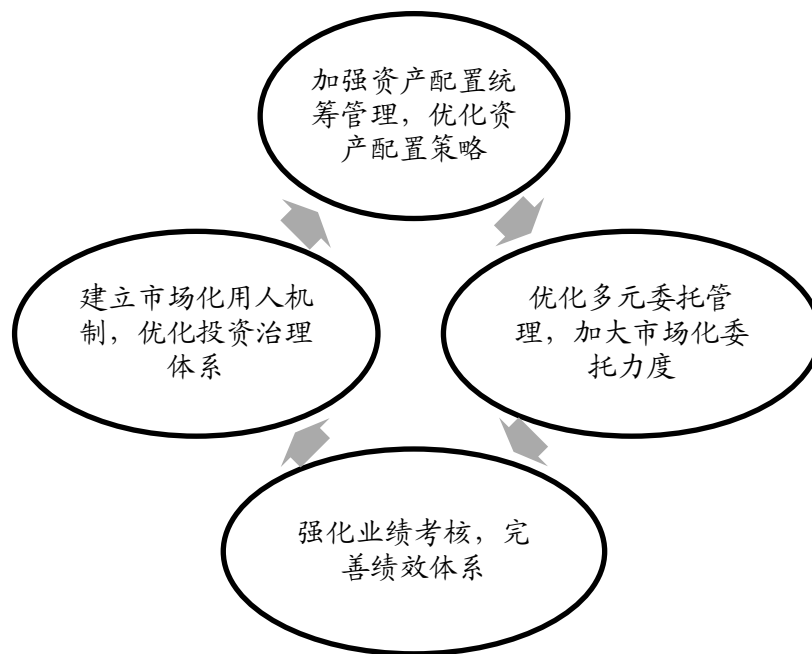 加强资产配置统
筹管理，优化资
产配置策略
建立市场化用人机
制，优化投资治理
体系
优化多元委托管
理，加大市场化委
托力度
强化业绩考核，完
善绩效体系